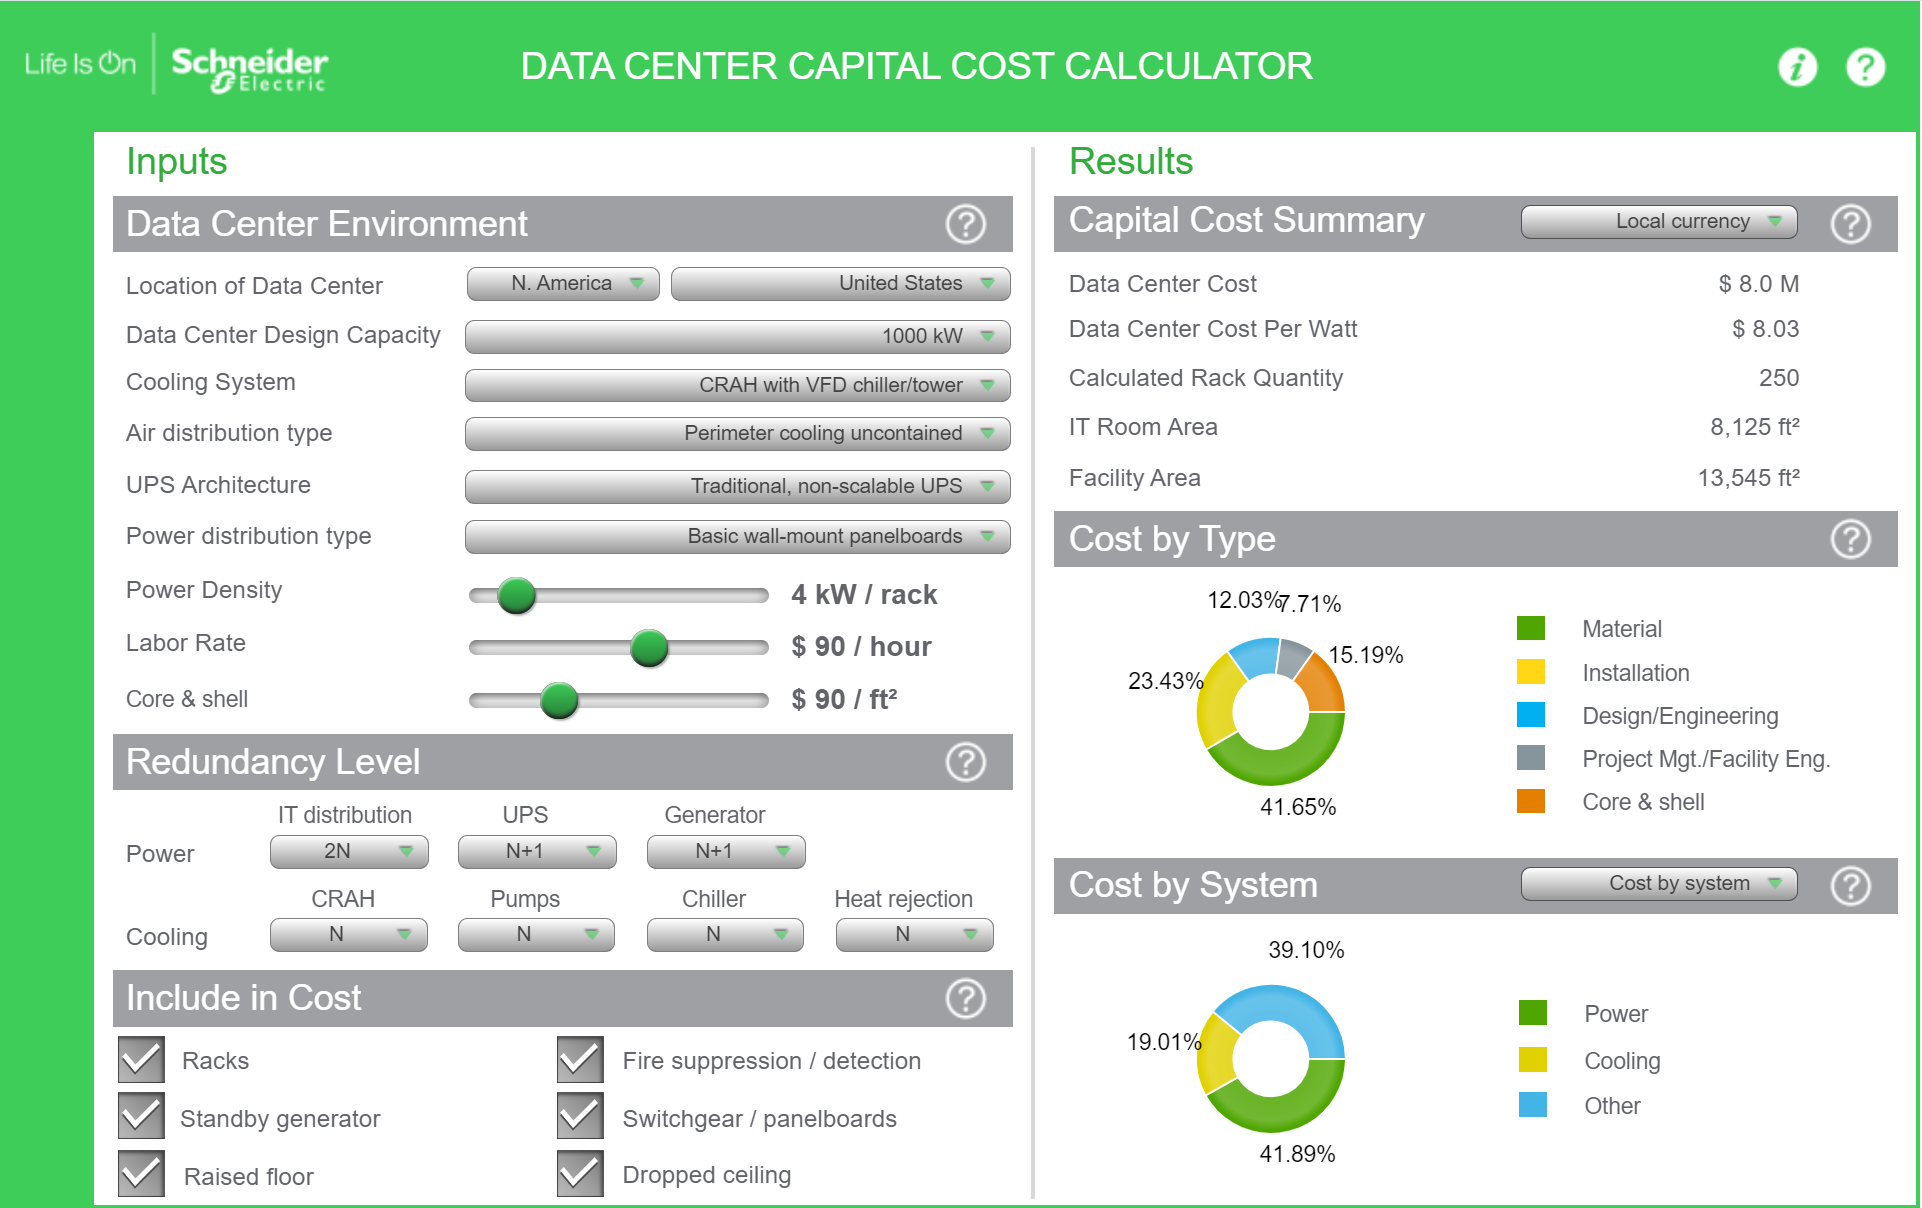 Life Is On
Schneider
Electric
DATA CENTER CAPITAL COST CALCULATOR
i
?
Inputs
Data Center Environment
?
Location of Data Center
N. America
United States
Data Center Design Capacity
1000 kW
Cooling System
CRAH with VFD chiller/tower
Air distribution type
Perimeter cooling uncontained
UPS Architecture
Traditional, non-scalable UPS
Power distribution type
Basic wall-mount panelboards
Power Density
4 kW / rack
Labor Rate
$ 90 / hour
Core & shell
$ 90 / ft²
Redundancy Level
?
IT distribution
UPS
Generator
Power
2N
N+1
N+1
CRAH
Pumps
Chiller
Heat rejection
Cooling
N
N
N
N
Include in Cost
?
Racks
Fire suppression / detection
Standby generator
Switchgear / panelboards
Raised floor
Dropped ceiling
Results
Capital Cost Summary
Local currency
?
Data Center Cost
$ 8.0 M
Data Center Cost Per Watt
$ 8.03
Calculated Rack Quantity
250
IT Room Area
8,125 ft²
Facility Area
13,545 ft²
Cost by Type
?
12.03%
7.71%
15.19%
23.43%
41.65%
Material
Installation
Design/Engineering
Project Mgt./Facility Eng.
Core & shell
Cost by System
Cost by system
?
39.10%
19.01%
41.89%
Power
Cooling
Other